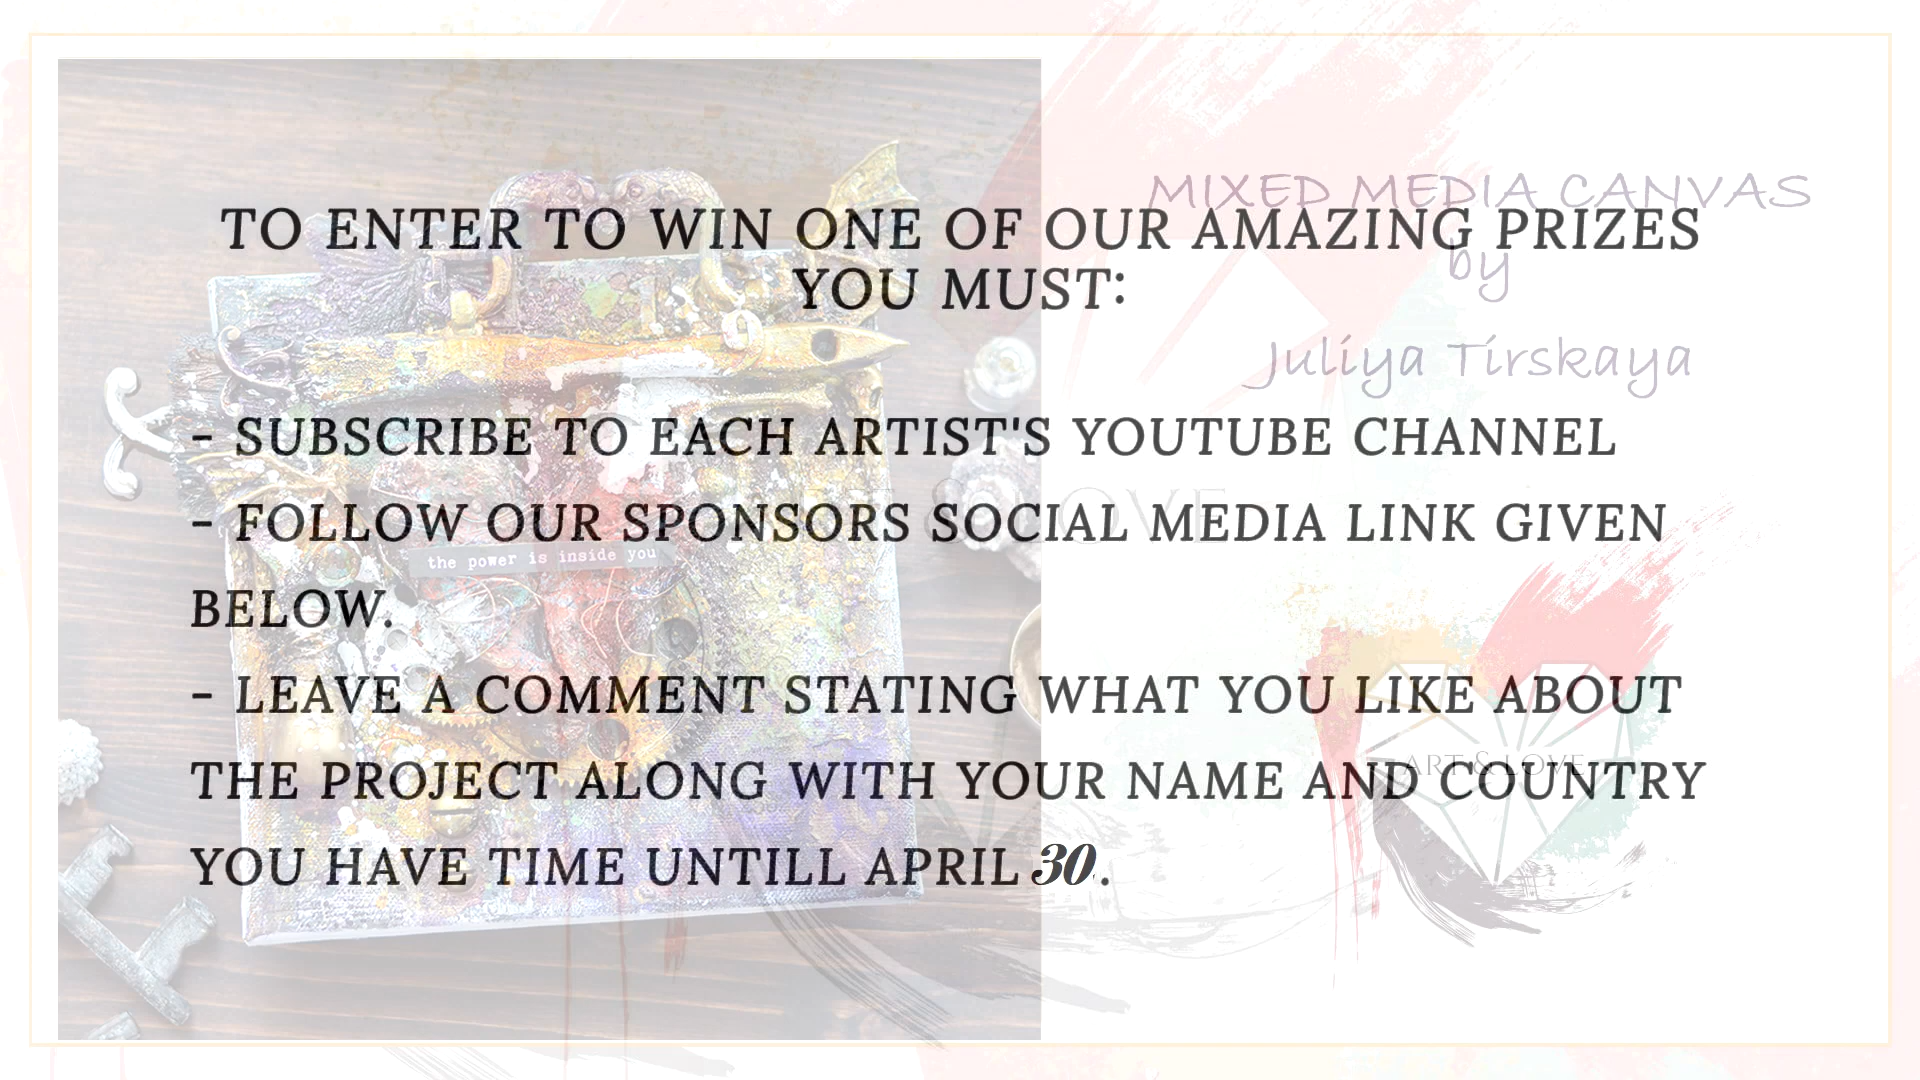 MIXED MEDIA CANVAS
by
Juliya Tirskaya
TO ENTER TO WIN ONE OF OUR AMAZING PRIZES
YOU MUST:
- SUBSCRIBE TO EACH ARTIST'S YOUTUBE CHANNEL
- FOLLOW OUR SPONSORS SOCIAL MEDIA LINK GIVEN
BELOW.
the power is inside you
- LEAVE A COMMENT STATING WHAT YOU LIKE ABOUT
THE PROJECT ALONG WITH YOUR NAME AND COUNTRY
ART & LOVE
YOU HAVE TIME UNTILL APRIL 30.